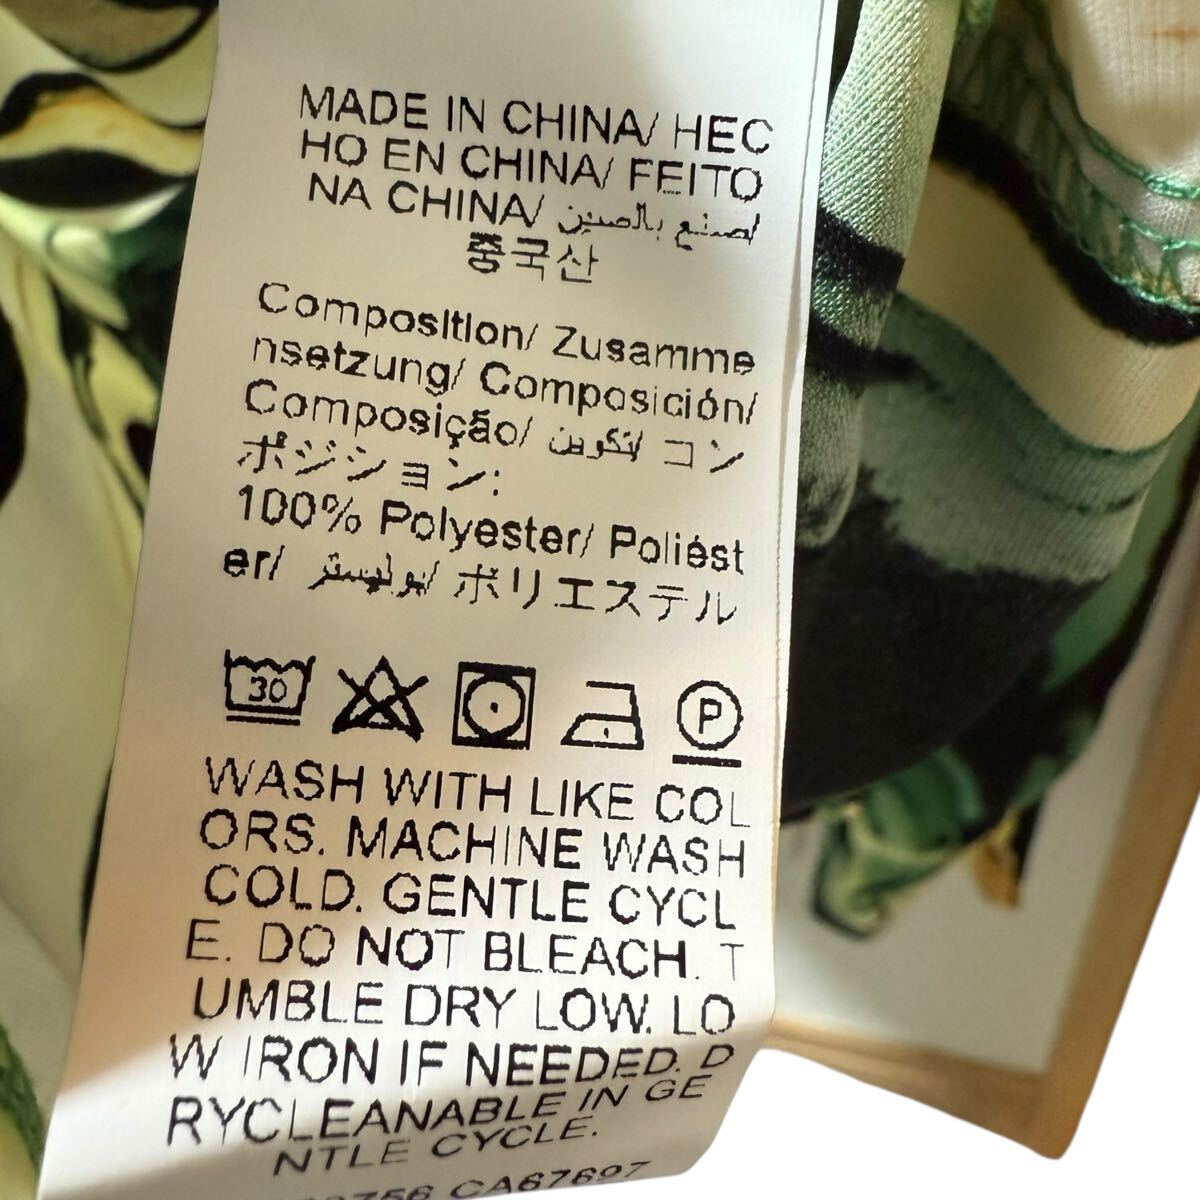 MADE IN CHINA/ HEC
HO EN CHINA/ FEITO
NA CHINA/ صنع بالصين/
중국산
Composition/ Zusamme
nsetzung/ Composición/
Composição/ التكوين/ コン
ポジション:
100% Polyester/ Poliést
er/ بوليستر/ ポリエステル
30
P
WASH WITH LIKE COL
ORS. MACHINE WASH
COLD. GENTLE CYCL
E. DO NOT BLEACH. T
UMBLE DRY LOW. LO
W IRON IF NEEDED. D
RYCLEANABLE IN GE
NTLE CYCLE.
CA67697